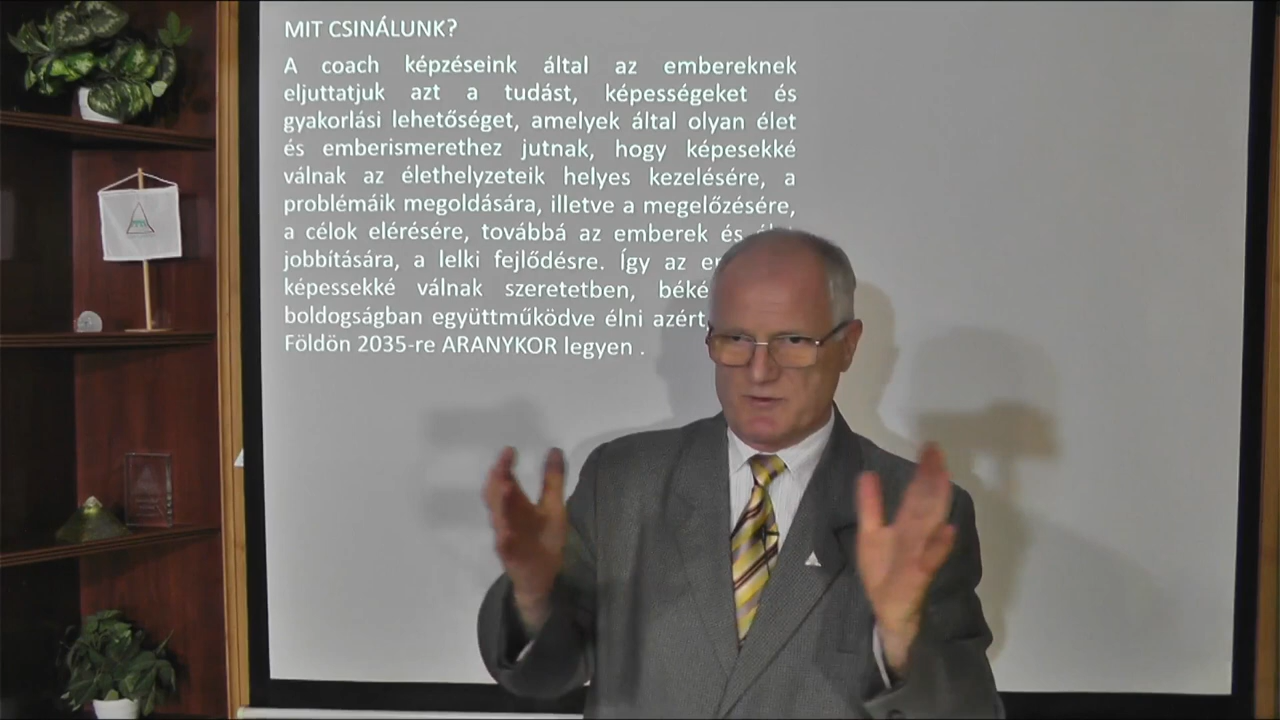 MIT CSINÁLUNK?
A coach képzéseink által az embereknek
eljuttatjuk azt a tudást, képességeket és
gyakorlási lehetőséget, amelyek által olyan élet
és emberismerethez jutnak, hogy képesekké
válnak az élethelyzeteik helyes kezelésére, a
problémáik megoldására, illetve a megelőzésére,
a célok elérésére, továbbá az emberek és
jobbítására, a lelki fejlődésre. Így az
képessekké válnak szeretetben,
boldogságban együttműködve élni azért
Földön 2035-re ARANYKOR legyen .